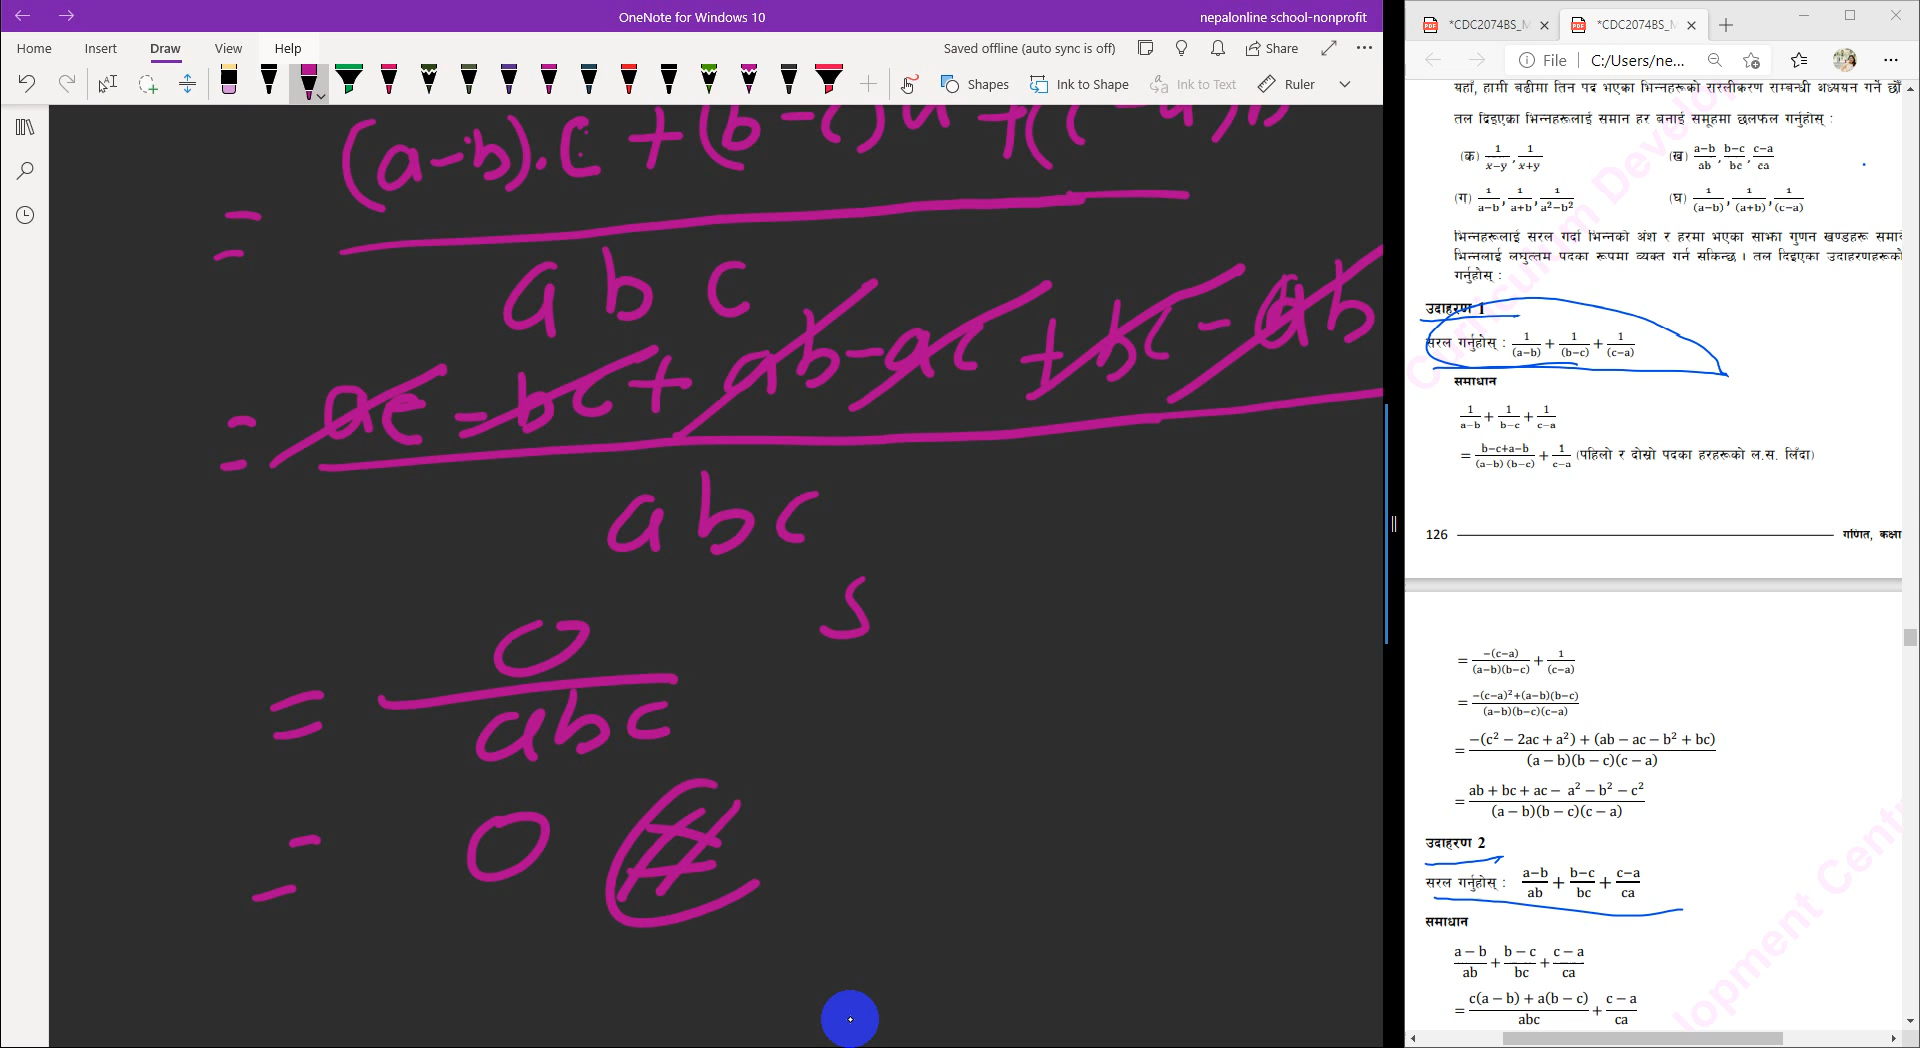 OneNote for Windows 10
nepalonline school-nonprofit
Home Insert Draw View Help
Saved offline (auto sync is off) Share
Shapes Ink to Shape Ink to Text Ruler
(a-b).c + (b-c)a + (c-a)b
=
a b c
= ac - bc + ab - ac + bc - ab
a b c
s
= 0
abc
= 0 #
*CDC2074BS_M *CDC2074BS_M
File C:/Users/ne...
यहाँ, हामी बढीमा तिन पद भएका भिन्नहरूको सरलीकरण सम्बन्धी अध्ययन गर्ने छौँ
तल दिइएका भिन्नहरूलाई समान हर बनाई समूहमा छलफल गर्नुहोस् :
(क) 1/x−y , 1/x+y (ख) a−b/ab , b−c/bc , c−a/ca
(ग) 1/a−b , 1/a+b , 1/a²−b² (घ) 1/(a−b) , 1/(a+b) , 1/(c−a)
भिन्नहरूलाई सरल गर्दा भिन्नको अंश र हरमा भएका साझा गुणन खण्डहरू
भिन्नलाई लघुत्तम पदका रूपमा व्यक्त गर्न सकिन्छ । तल दिइएका उदाहरणहरूको
गर्नुहोस् :
उदाहरण 1
सरल गर्नुहोस् : 1/(a−b) + 1/(b−c) + 1/(c−a)
समाधान
1/a−b + 1/b−c + 1/c−a
= b−c+a−b/(a−b)(b−c) + 1/c−a (पहिलो र दोस्रो पदका हरहरूको ल.स. लिँदा)
126 गणित, कक्षा
= −(c−a)/(a−b)(b−c) + 1/(c−a)
= −(c−a)²+(a−b)(b−c)/(a−b)(b−c)(c−a)
= −(c² − 2ac + a²) + (ab − ac − b² + bc)/(a − b)(b − c)(c − a)
= ab + bc + ac − a² − b² − c²/(a − b)(b − c)(c − a)
उदाहरण 2
सरल गर्नुहोस् : a−b/ab + b−c/bc + c−a/ca
समाधान
a − b/ab + b − c/bc + c − a/ca
= c(a − b) + a(b − c)/abc + c − a/ca